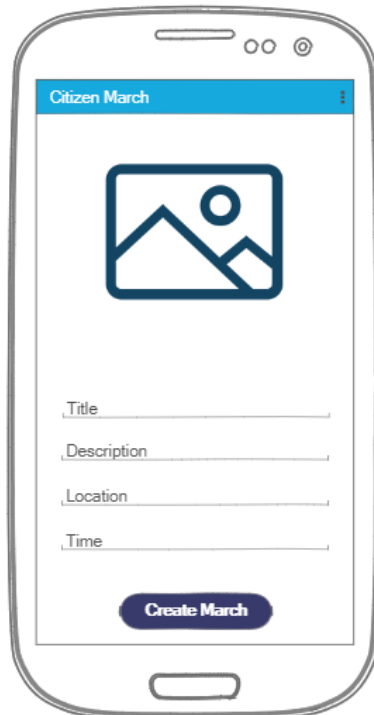 Citizen March
Title
Description
Location
Time
Create March